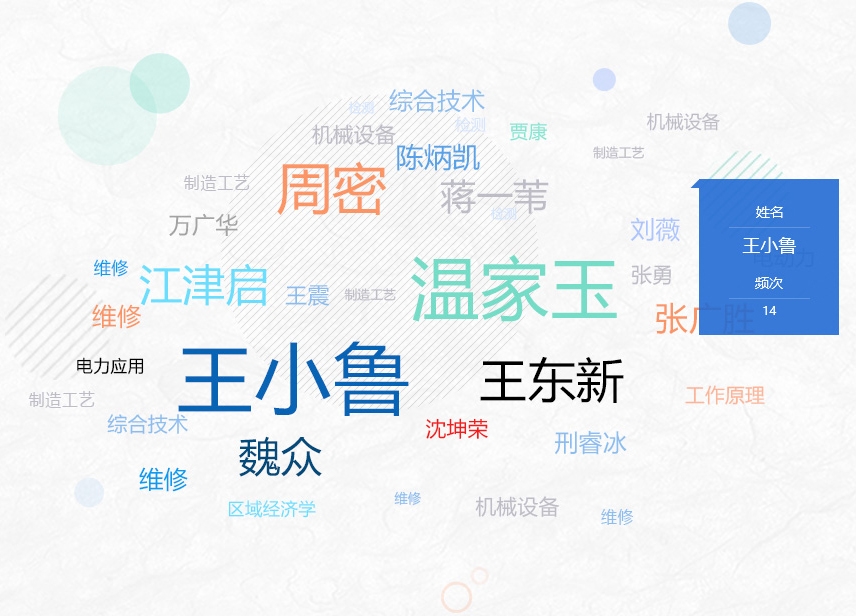 综合技术
检测
检测
机械设备
贾康
机械设备
陈炳凯
制造工艺
制造工艺
周密
蒋一苇
检测
姓名
万广华
刘薇
王小鲁
维修
江津启
王震
制造工艺
温家玉
张勇
频次
维修
张广胜
14
电力应用
王小鲁
王东新
制造工艺
工作原理
综合技术
沈坤荣
魏众
刑睿冰
维修
维修
区域经济学
机械设备
维修